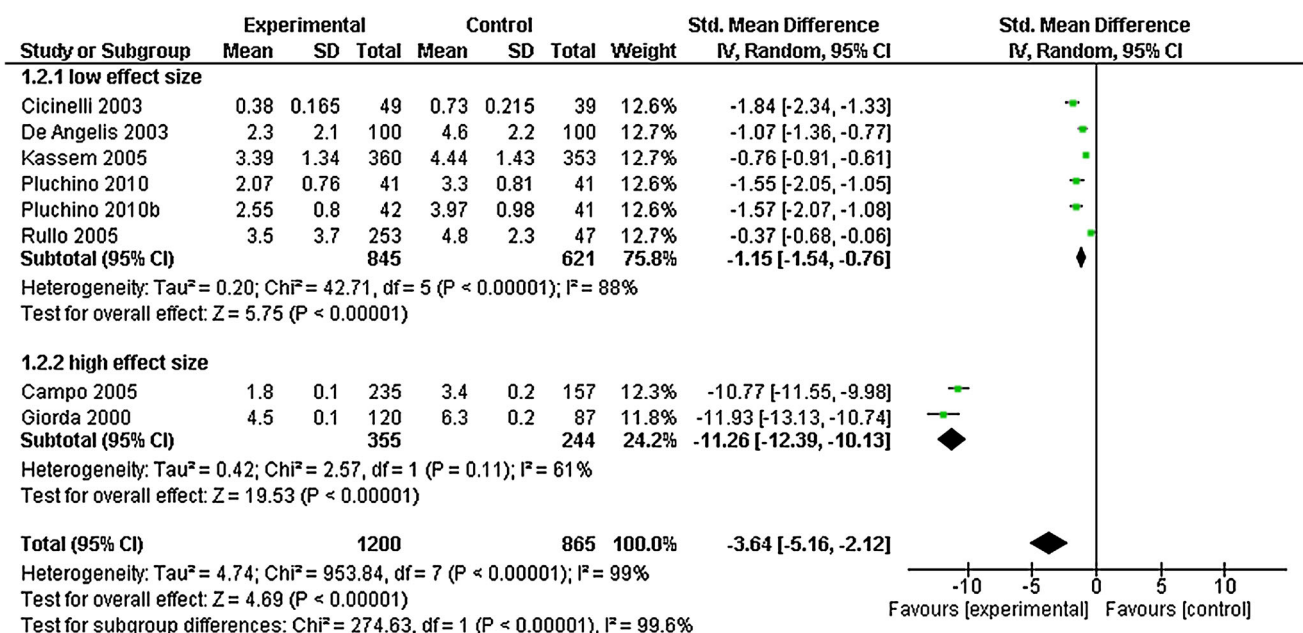 Experimental Control Std. Mean Difference Std. Mean Difference
Study or Subgroup Mean SD Total Mean SD Total Weight IV, Random, 95% CI IV, Random, 95% CI
1.2.1 low effect size
Cicinelli 2003 0.38 0.165 49 0.73 0.215 39 12.6% -1.84 [-2.34, -1.33]
De Angelis 2003 2.3 2.1 100 4.6 2.2 100 12.7% -1.07 [-1.36, -0.77]
Kassem 2005 3.39 1.34 360 4.44 1.43 353 12.7% -0.76 [-0.91, -0.61]
Pluchino 2010 2.07 0.76 41 3.3 0.81 41 12.6% -1.55 [-2.05, -1.05]
Pluchino 2010b 2.55 0.8 42 3.97 0.98 41 12.6% -1.57 [-2.07, -1.08]
Rullo 2005 3.5 3.7 253 4.8 2.3 47 12.7% -0.37 [-0.68, -0.06]
Subtotal (95% CI) 845 621 75.8% -1.15 [-1.54, -0.76]
Heterogeneity: Tau² = 0.20; Chi² = 42.71, df = 5 (P < 0.00001); I² = 88%
Test for overall effect: Z = 5.75 (P < 0.00001)
1.2.2 high effect size
Campo 2005 1.8 0.1 235 3.4 0.2 157 12.3% -10.77 [-11.55, -9.98]
Giorda 2000 4.5 0.1 120 6.3 0.2 87 11.8% -11.93 [-13.13, -10.74]
Subtotal (95% CI) 355 244 24.2% -11.26 [-12.39, -10.13]
Heterogeneity: Tau² = 0.42; Chi² = 2.57, df = 1 (P = 0.11); I² = 61%
Test for overall effect: Z = 19.53 (P < 0.00001)
Total (95% CI) 1200 865 100.0% -3.64 [-5.16, -2.12]
Heterogeneity: Tau² = 4.74; Chi² = 953.84, df = 7 (P < 0.00001); I² = 99%
Test for overall effect: Z = 4.69 (P < 0.00001)
Test for subgroup differences: Chi² = 274.63, df = 1 (P < 0.00001), I² = 99.6%
-10 -5 0 5 10
Favours [experimental] Favours [control]